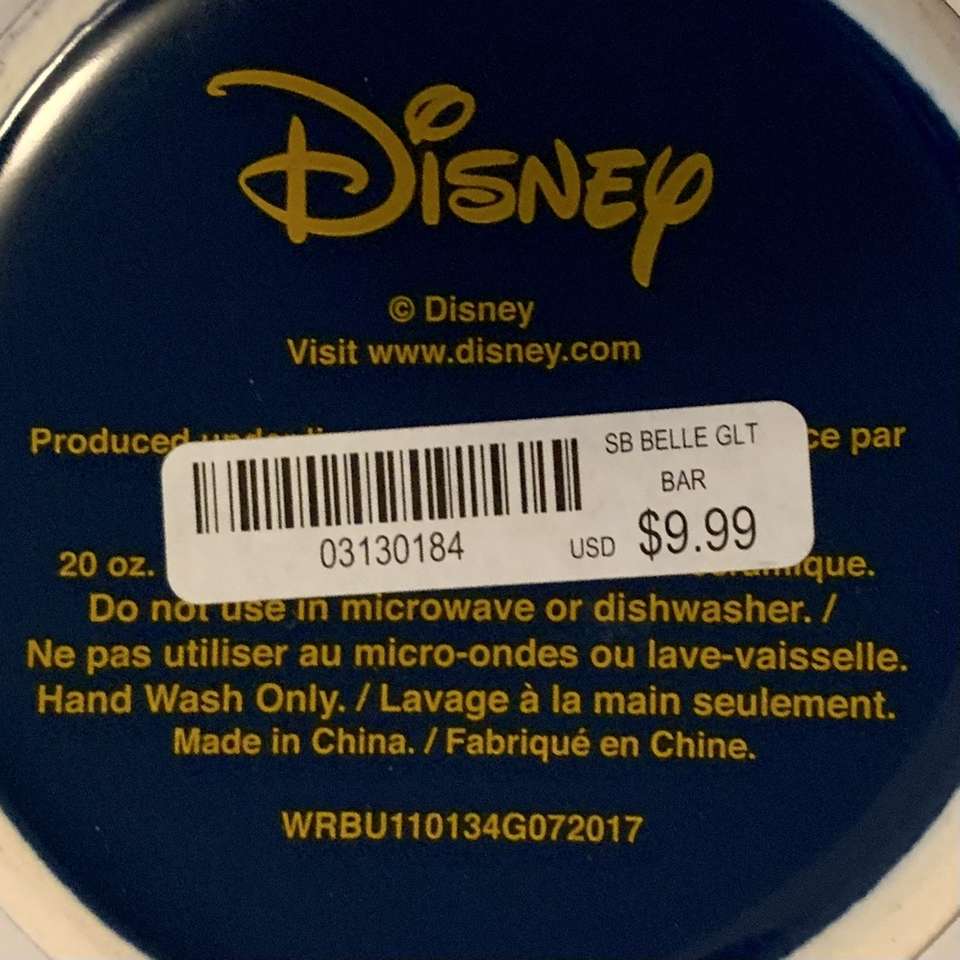 Disney
© Disney
Visit www.disney.com
Produced
ce par
SB BELLE GLT
BAR
03130184
USD $9.99
20 oz.
que.
Do not use in microwave or dishwasher. /
Ne pas utiliser au micro-ondes ou lave-vaisselle.
Hand Wash Only. / Lavage à la main seulement.
Made in China. / Fabriqué en Chine.
WRBU110134G072017